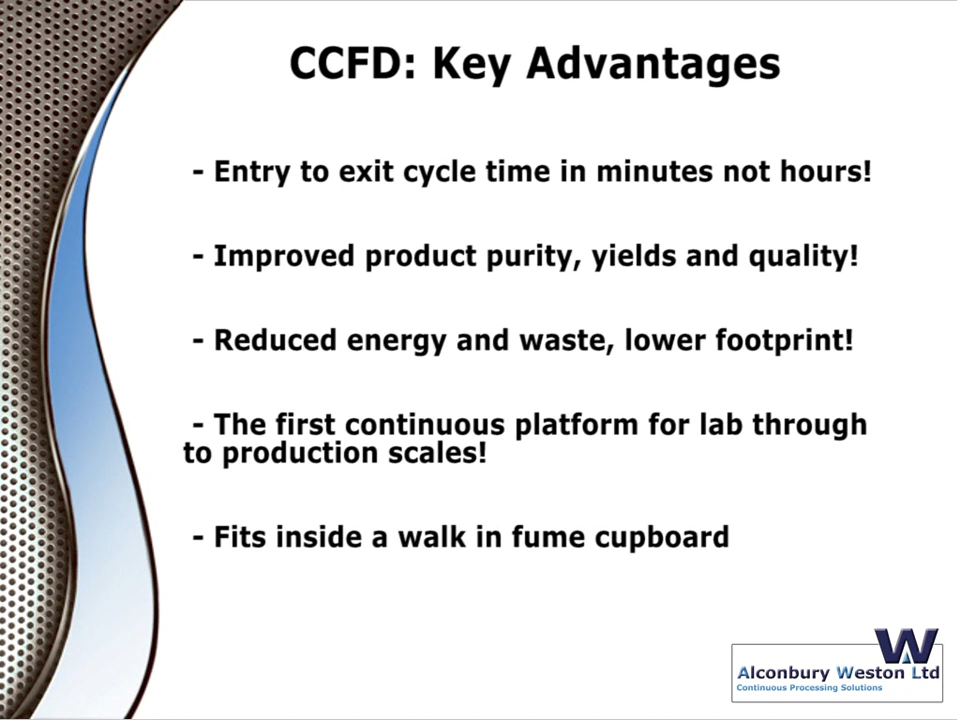 CCFD: Key Advantages
- Entry to exit cycle time in minutes not hours!
- Improved product purity, yields and quality!
- Reduced energy and waste, lower footprint!
- The first continuous platform for lab through
to production scales!
- Fits inside a walk in fume cupboard
W
Alconbury Weston Ltd
Continuous Processing Solutions